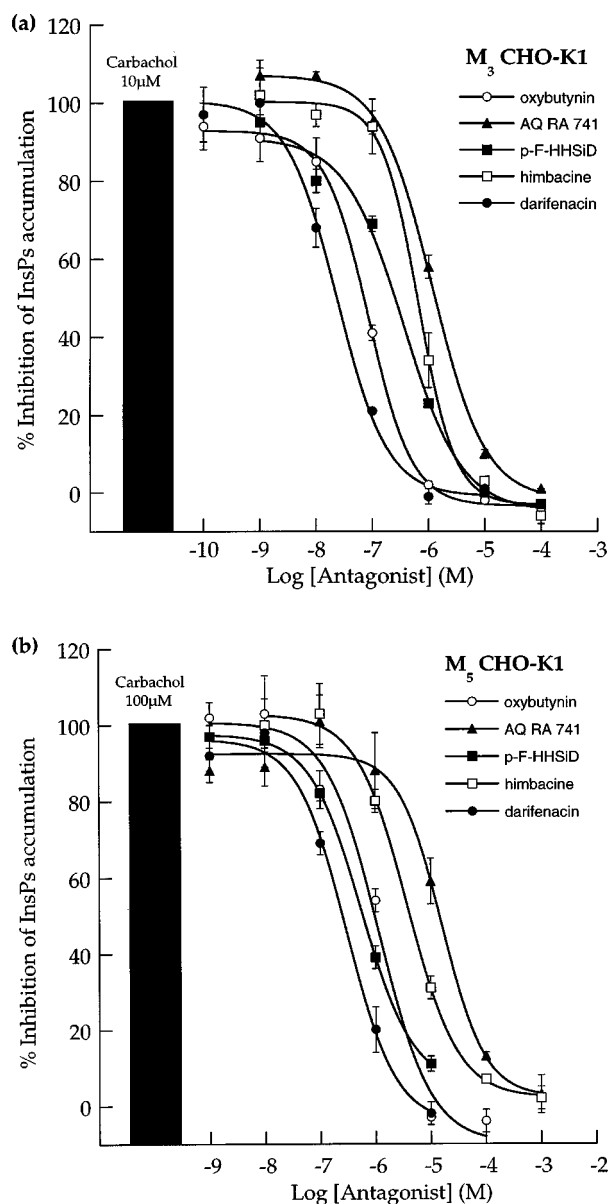 (a)
M3 CHO-K1
Carbachol
10µM
oxybutynin
AQ RA 741
p-F-HHSiD
himbacine
darifenacin
% Inhibition of InsPs accumulation
120
100
80
60
40
20
0
-10 -9 -8 -7 -6 -5 -4 -3
Log [Antagonist] (M)
(b)
M5 CHO-K1
Carbachol
100µM
oxybutynin
AQ RA 741
p-F-HHSiD
himbacine
darifenacin
% Inhibition of InsPs accumulation
120
100
80
60
40
20
0
-9 -8 -7 -6 -5 -4 -3 -2
Log [Antagonist] (M)